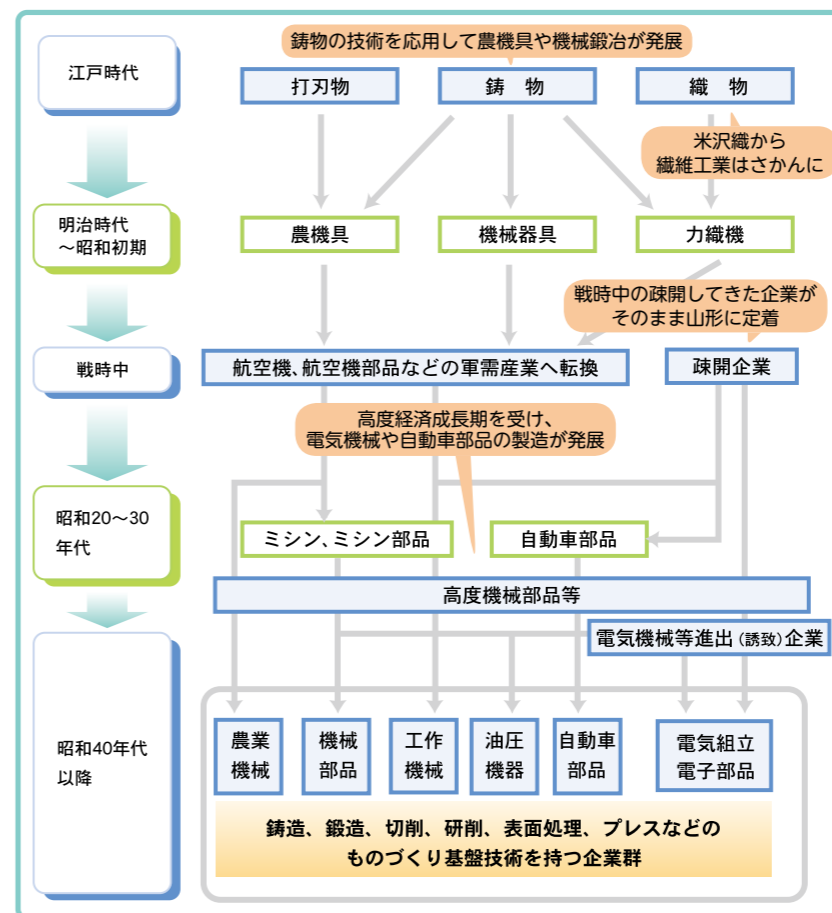 鋳物の技術を応用して農機具や機械鍛冶が発展
江戸時代
打刃物
鋳 物
織 物
米沢織から
繊維工業はさかんに
明治時代
～昭和初期
農機具
機械器具
力織機
戦時中の疎開してきた企業が
そのまま山形に定着
戦時中
航空機、航空機部品などの軍需産業へ転換
疎開企業
高度経済成長期を受け、
電気機械や自動車部品の製造が発展
昭和20～30
年代
ミシン、ミシン部品
自動車部品
高度機械部品等
電気機械等進出（誘致）企業
昭和40年代
以降
農業
機械
機械
部品
工作
機械
油圧
機器
自動車
部品
電気組立
電子部品
鋳造、鍛造、切削、研削、表面処理、プレスなどの
ものづくり基盤技術を持つ企業群